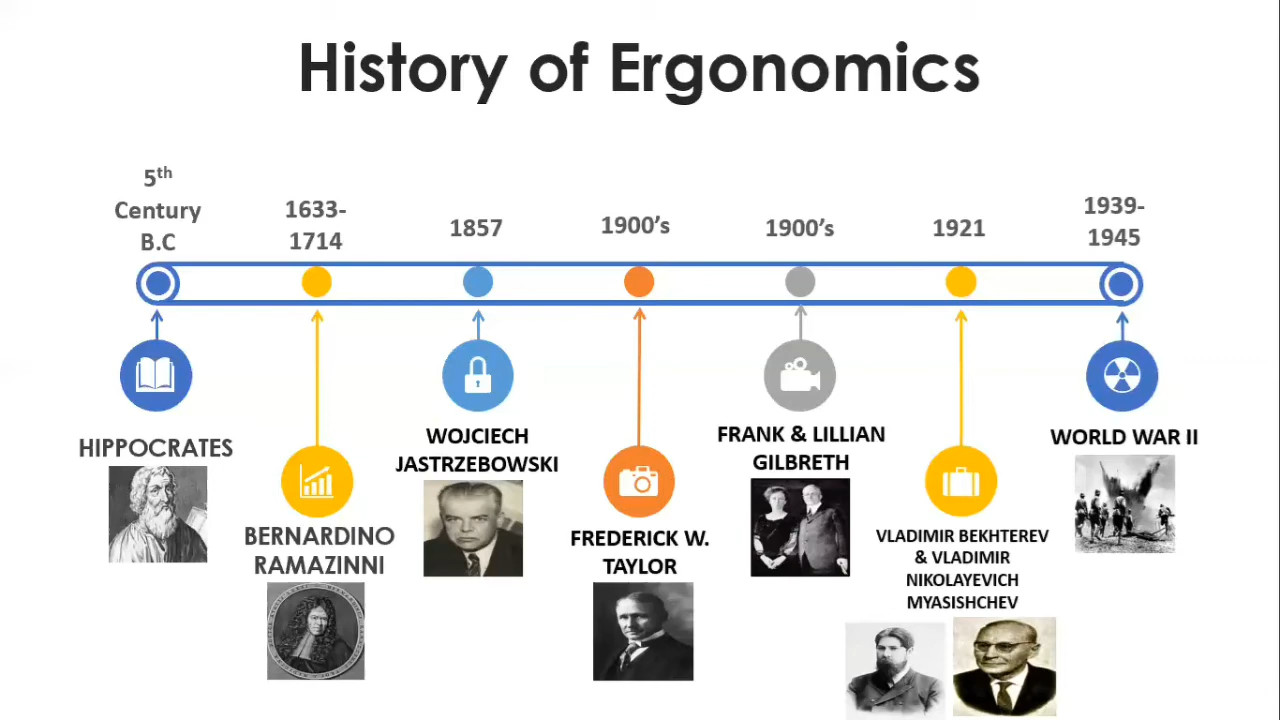 History of Ergonomics
5th
Century
B.C
1633-
1714
1857
1900's
1900's
1921
1939-
1945
HIPPOCRATES
BERNARDINO
RAMAZINNI
WOJCIECH
JASTRZEBOWSKI
FREDERICK W.
TAYLOR
FRANK & LILLIAN
GILBRETH
VLADIMIR BEKHTEREV
& VLADIMIR
NIKOLAYEVICH
MYASISHCHEV
WORLD WAR II